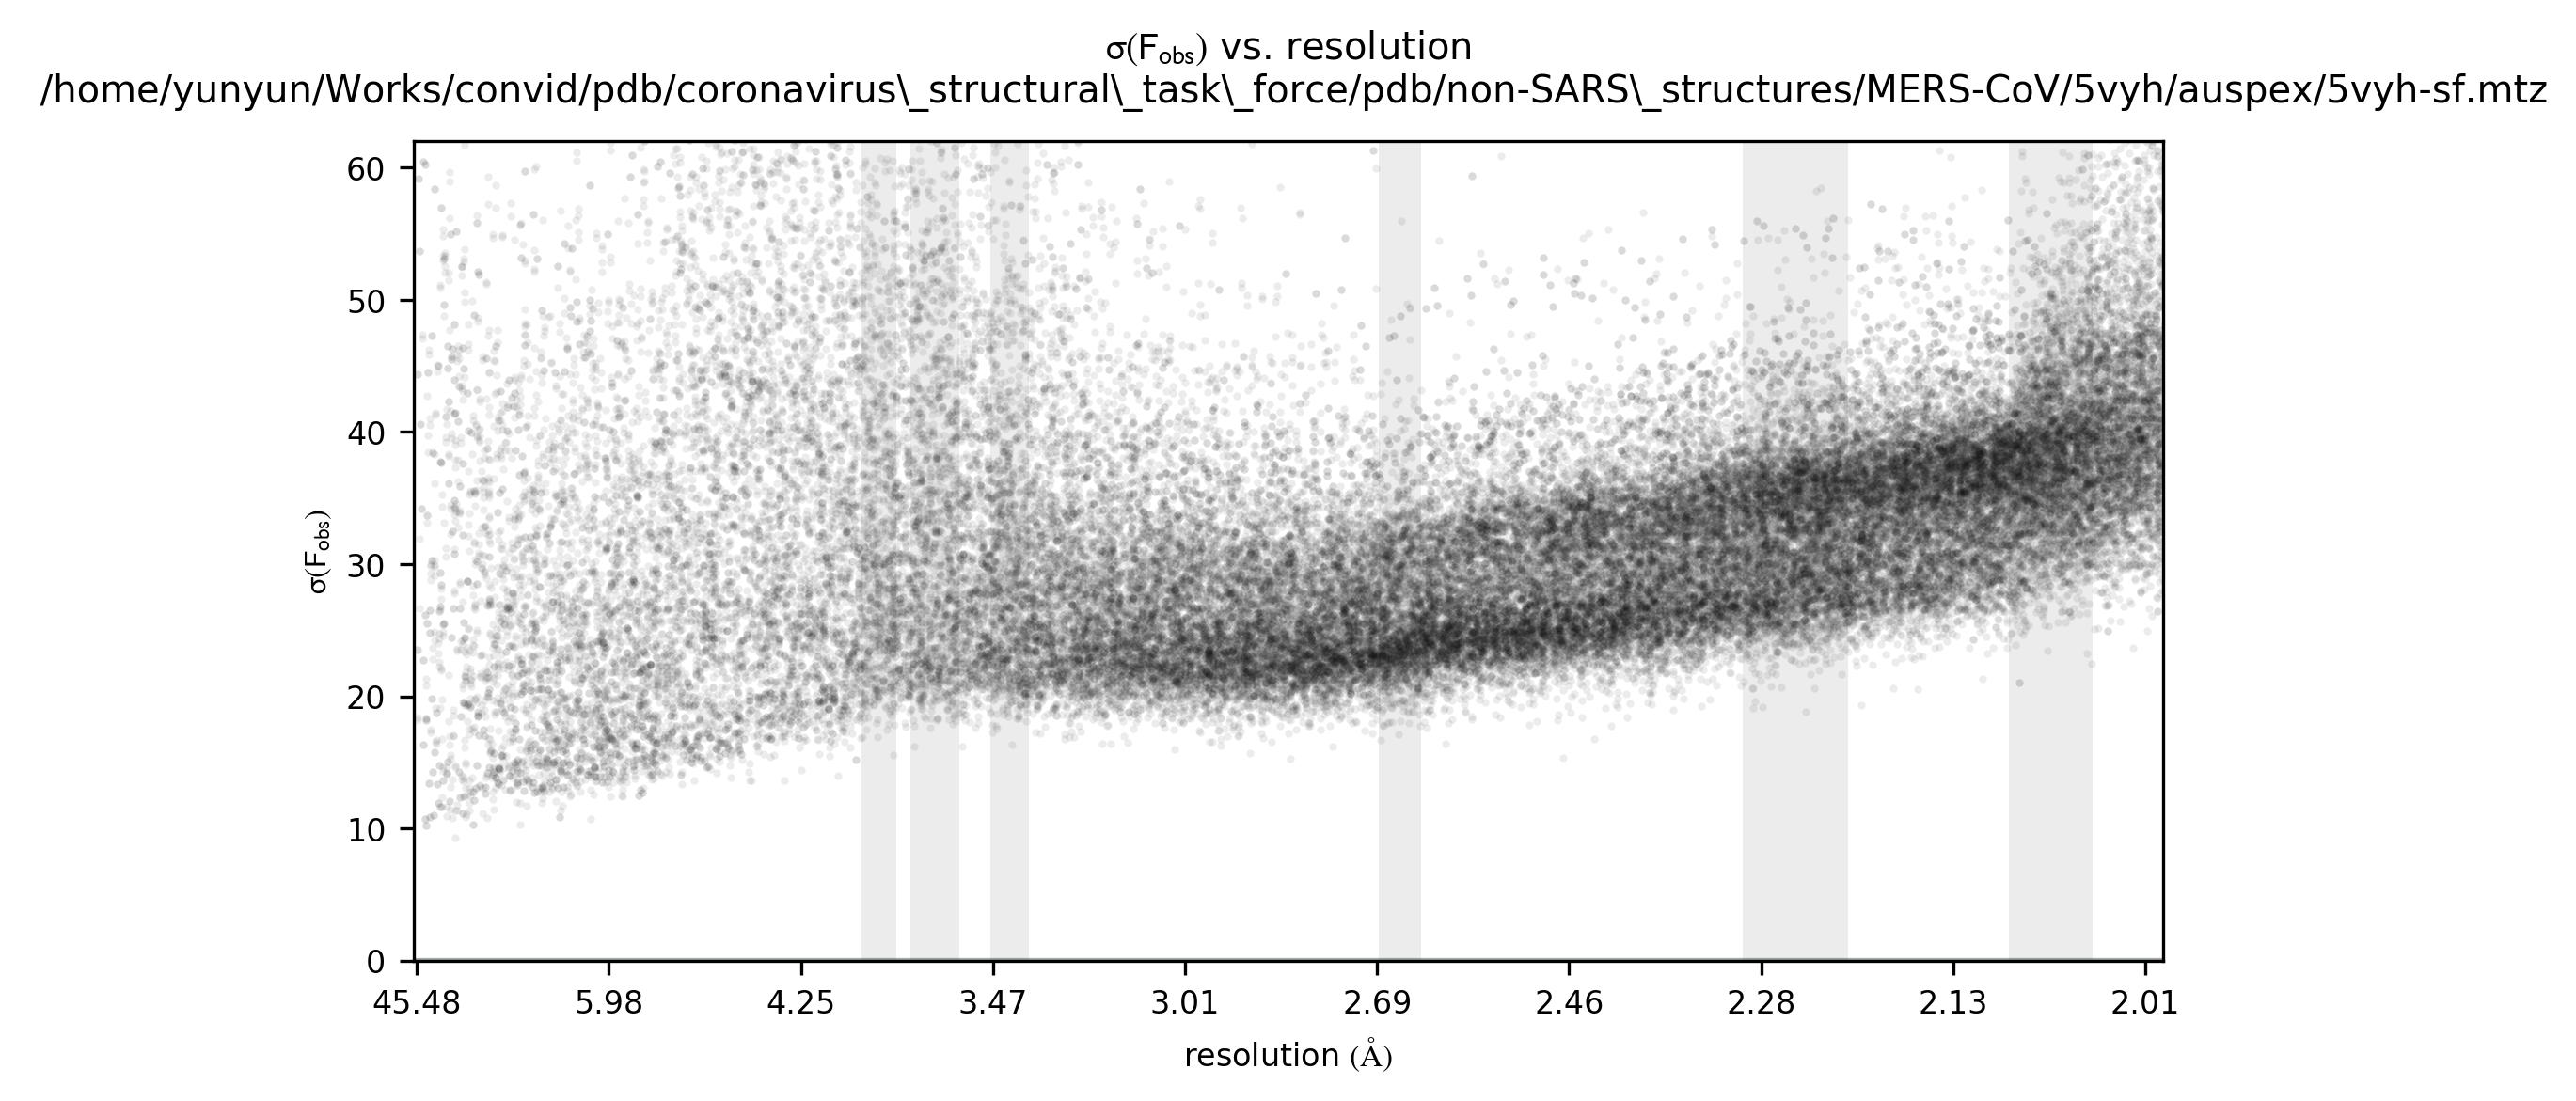 σ(F_obs) vs. resolution
/home/yunyun/Works/convid/pdb/coronavirus\_structural\_task\_force/pdb/non-SARS\_structures/MERS-CoV/5vyh/auspex/5vyh-sf.mtz
60
50
40
30
20
10
0
σ(F_obs)
45.48 5.98 4.25 3.47 3.01 2.69 2.46 2.28 2.13 2.01
resolution (Å)